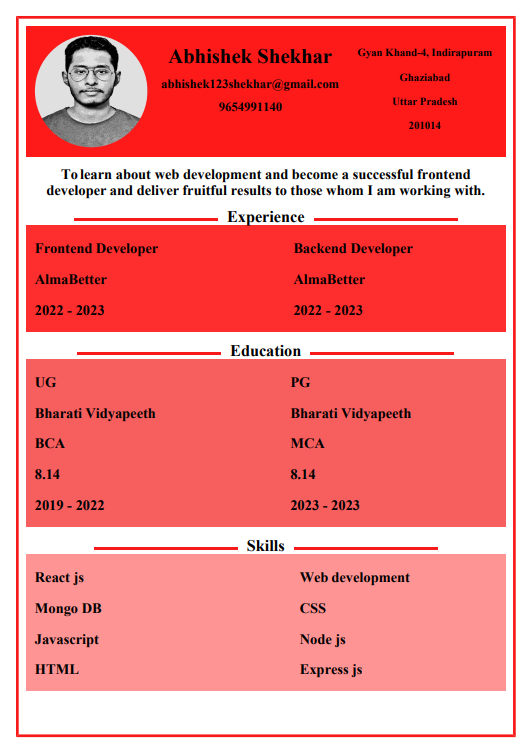 Abhishek Shekhar
abhishek123shekhar@gmail.com
9654991140
Gyan Khand-4, Indirapuram
Ghaziabad
Uttar Pradesh
201014
To learn about web development and become a successful frontend
developer and deliver fruitful results to those whom I am working with.
Experience
Frontend Developer
AlmaBetter
2022 - 2023
Backend Developer
AlmaBetter
2022 - 2023
Education
UG
Bharati Vidyapeeth
BCA
8.14
2019 - 2022
PG
Bharati Vidyapeeth
MCA
8.14
2023 - 2023
Skills
React js
Mongo DB
Javascript
HTML
Web development
CSS
Node js
Express js